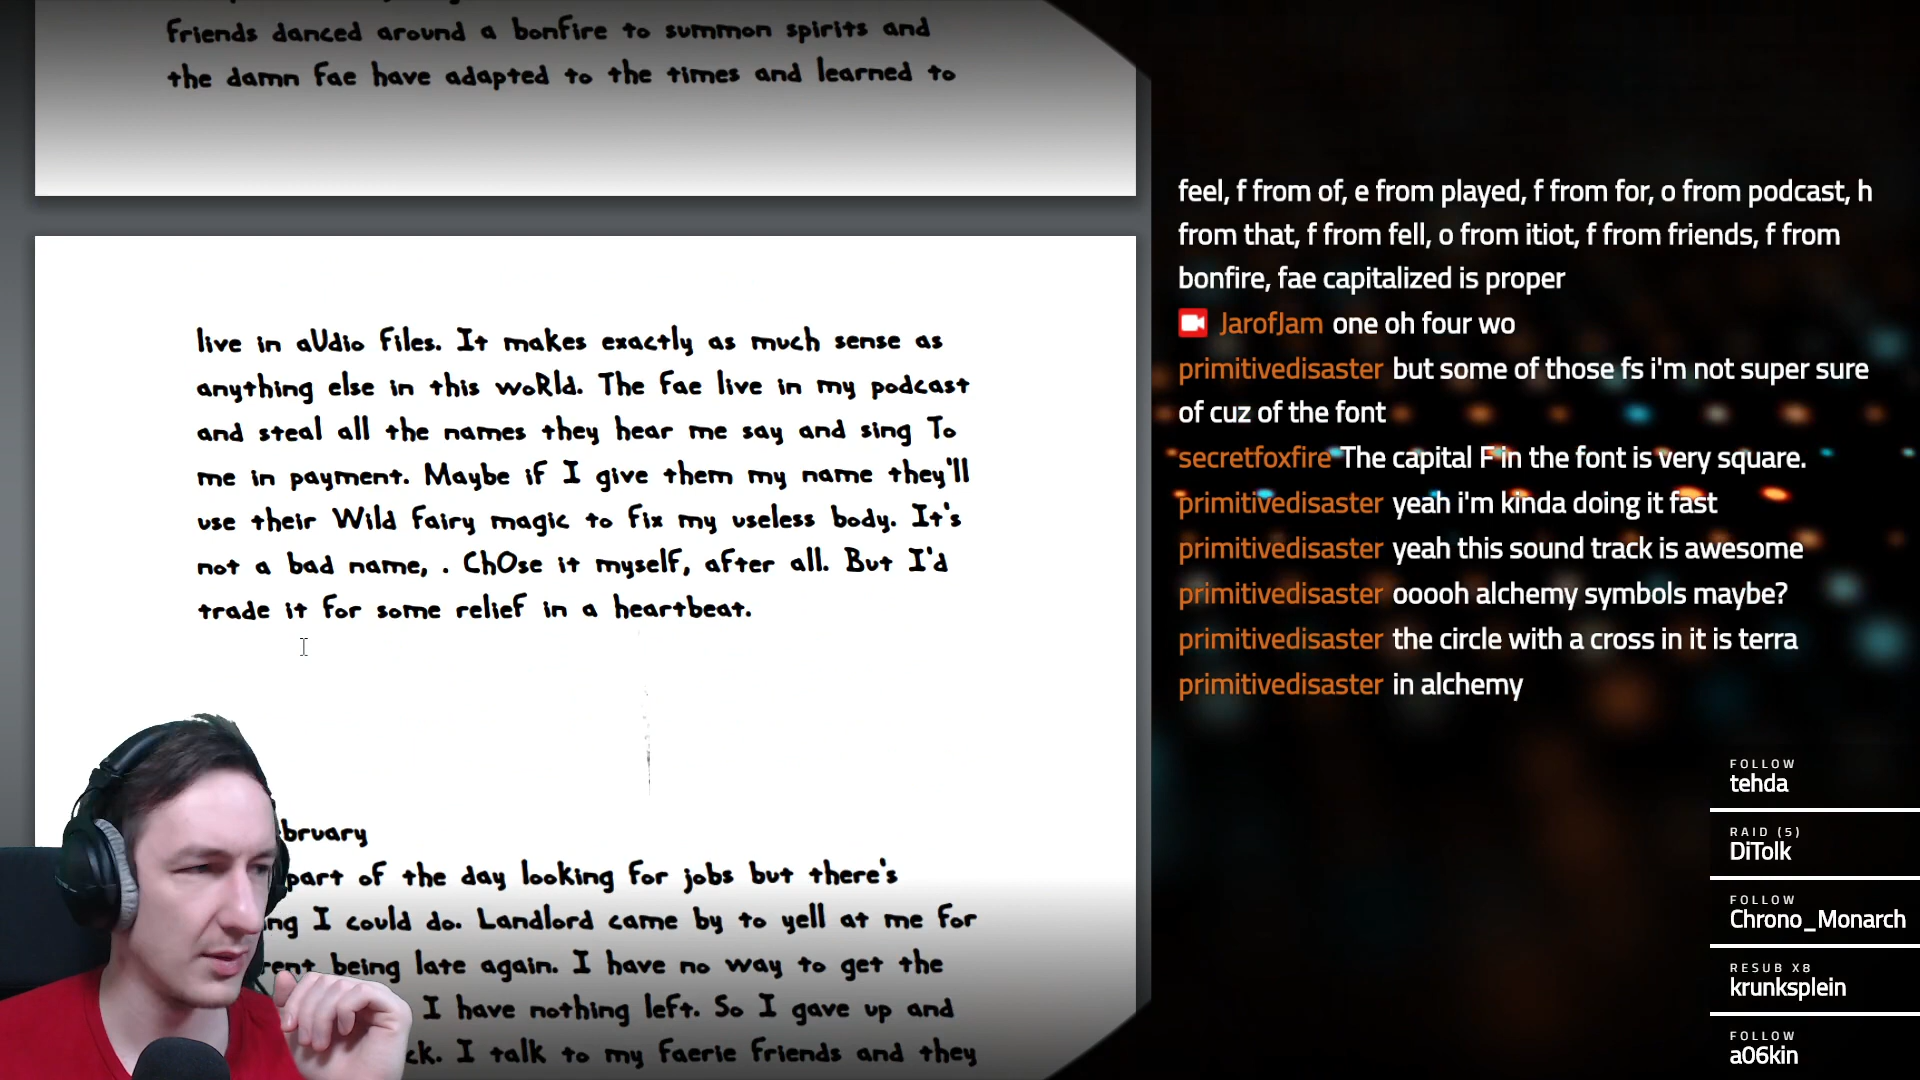 friends danced around a bonfire to summon spirits and
the damn fae have adapted to the times and learned to
live in aUdio files. It makes exactly as much sense as
anything else in this woRld. The fae live in my podcast
and steal all the names they hear me say and sing To
me in payment. Maybe if I give them my name they'll
use their Wild fairy magic to fix my useless body. It's
not a bad name, . ChOse it myself, after all. But I'd
trade it for some relief in a heartbeat.
bruary
part of the day looking for jobs but there's
ng I could do. Landlord came by to yell at me for
rent being late again. I have no way to get the
I have nothing left. So I gave up and
ck. I talk to my faerie friends and they
feel, f from of, e from played, f from for, o from podcast, h
from that, f from fell, o from itiot, f from friends, f from
bonfire, fae capitalized is proper
JarofJam one oh four wo
primitivedisaster but some of those fs i'm not super sure
of cuz of the font
secretfoxfire The capital F in the font is very square.
primitivedisaster yeah i'm kinda doing it fast
primitivedisaster yeah this sound track is awesome
primitivedisaster ooooh alchemy symbols maybe?
primitivedisaster the circle with a cross in it is terra
primitivedisaster in alchemy
FOLLOW
tehda
RAID (5)
DiTolk
FOLLOW
Chrono_Monarch
RESUB X8
krunksplein
FOLLOW
a06kin